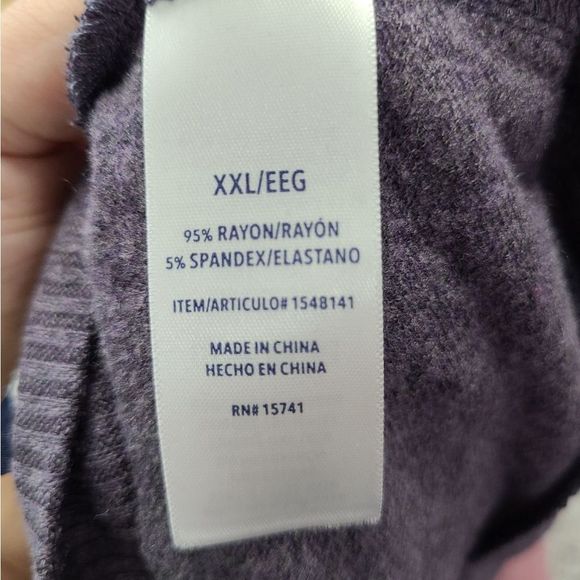 XXL/EEG
95% RAYON/RAYÓN
5% SPANDEX/ELASTANO
ITEM/ARTICULO# 1548141
MADE IN CHINA
HECHO EN CHINA
RN# 15741